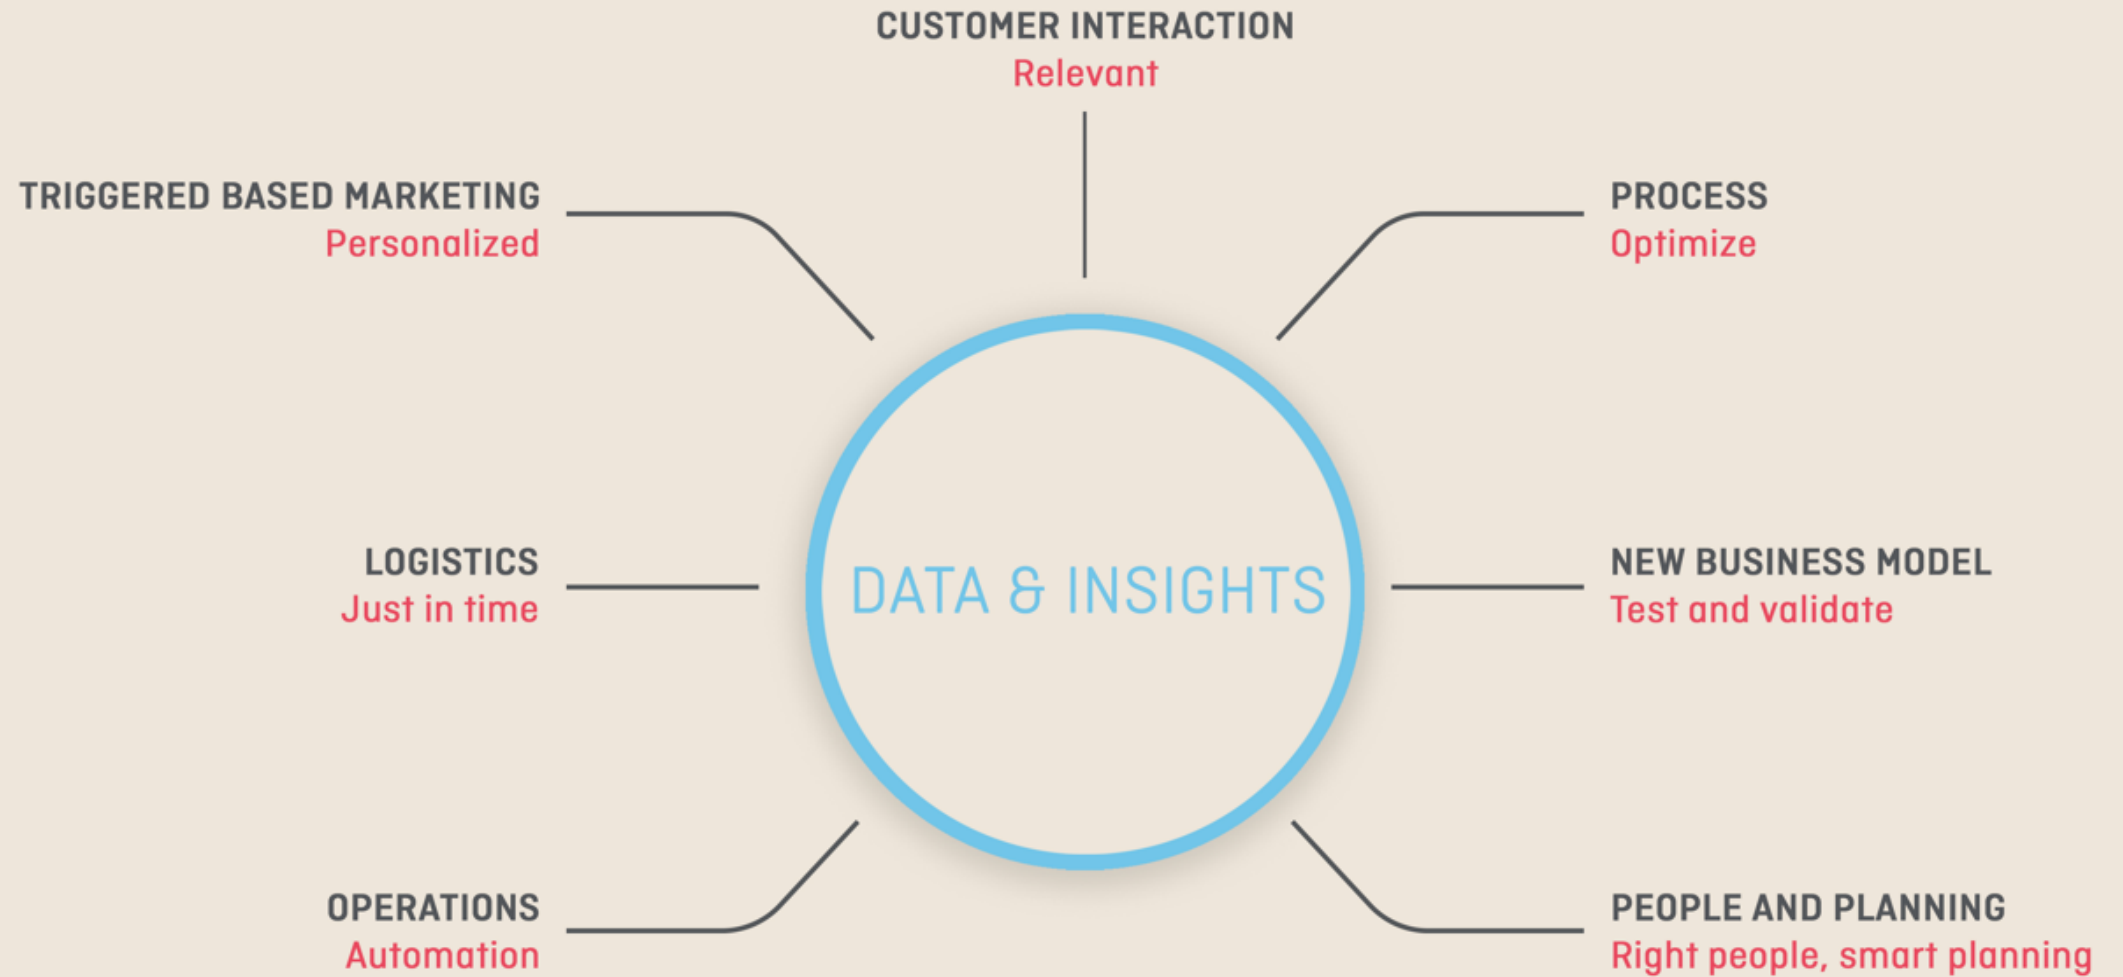 CUSTOMER INTERACTION
Relevant
TRIGGERED BASED MARKETING
Personalized
PROCESS
Optimize
LOGISTICS
Just in time
DATA & INSIGHTS
NEW BUSINESS MODEL
Test and validate
OPERATIONS
Automation
PEOPLE AND PLANNING
Right people, smart planning